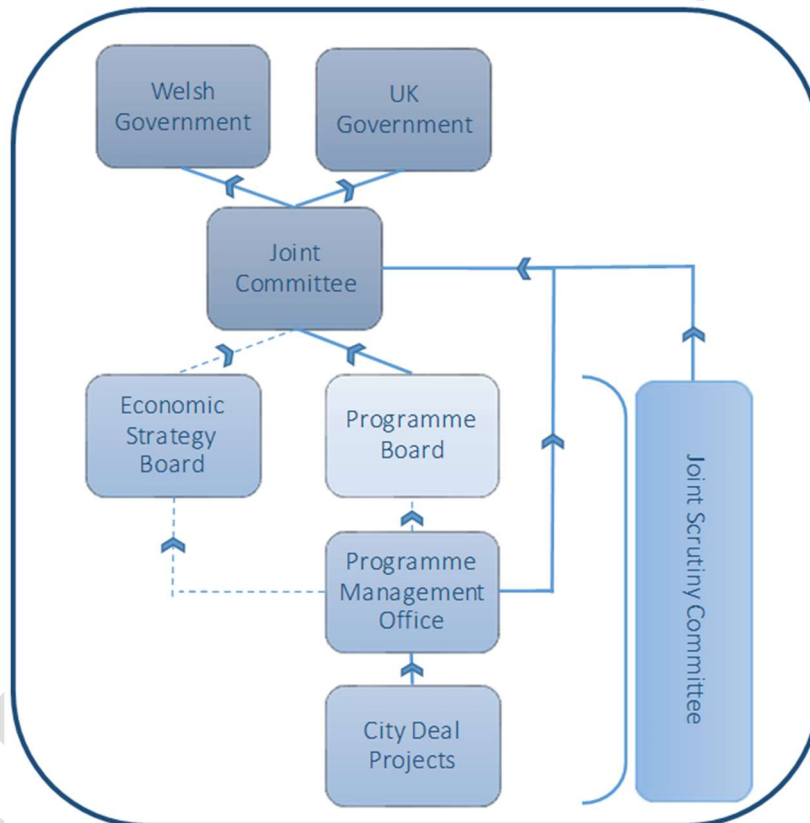 Welsh
Government
UK
Government
Joint
Committee
Economic
Strategy
Board
Programme
Board
Programme
Management
Office
City Deal
Projects
Joint Scrutiny Committee